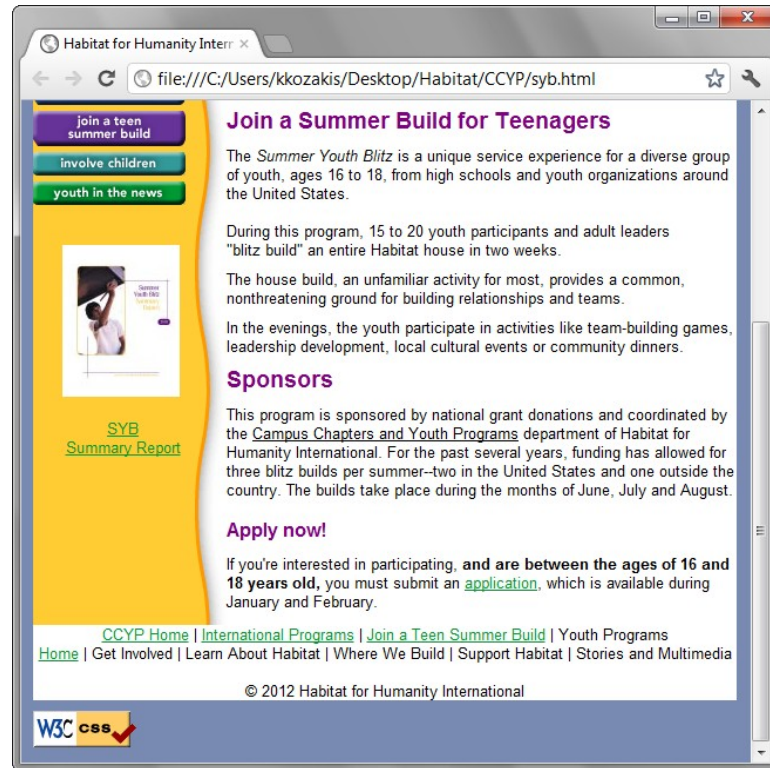 Habitat for Humanity Intern
file:///C:/Users/kkozakis/Desktop/Habitat/CCYP/syb.html
join a teen
summer build
involve children
youth in the news
Summer
Youth Blitz
Summary
Report
SYB
Summary Report
Join a Summer Build for Teenagers
The Summer Youth Blitz is a unique service experience for a diverse group
of youth, ages 16 to 18, from high schools and youth organizations around
the United States.
During this program, 15 to 20 youth participants and adult leaders
"blitz build" an entire Habitat house in two weeks.
The house build, an unfamiliar activity for most, provides a common,
nonthreatening ground for building relationships and teams.
In the evenings, the youth participate in activities like team-building games,
leadership development, local cultural events or community dinners.
Sponsors
This program is sponsored by national grant donations and coordinated by
the Campus Chapters and Youth Programs department of Habitat for
Humanity International. For the past several years, funding has allowed for
three blitz builds per summer--two in the United States and one outside the
country. The builds take place during the months of June, July and August.
Apply now!
If you're interested in participating, and are between the ages of 16 and
18 years old, you must submit an application, which is available during
January and February.
CCYP Home | International Programs | Join a Teen Summer Build | Youth Programs
Home | Get Involved | Learn About Habitat | Where We Build | Support Habitat | Stories and Multimedia
© 2012 Habitat for Humanity International
W3C css